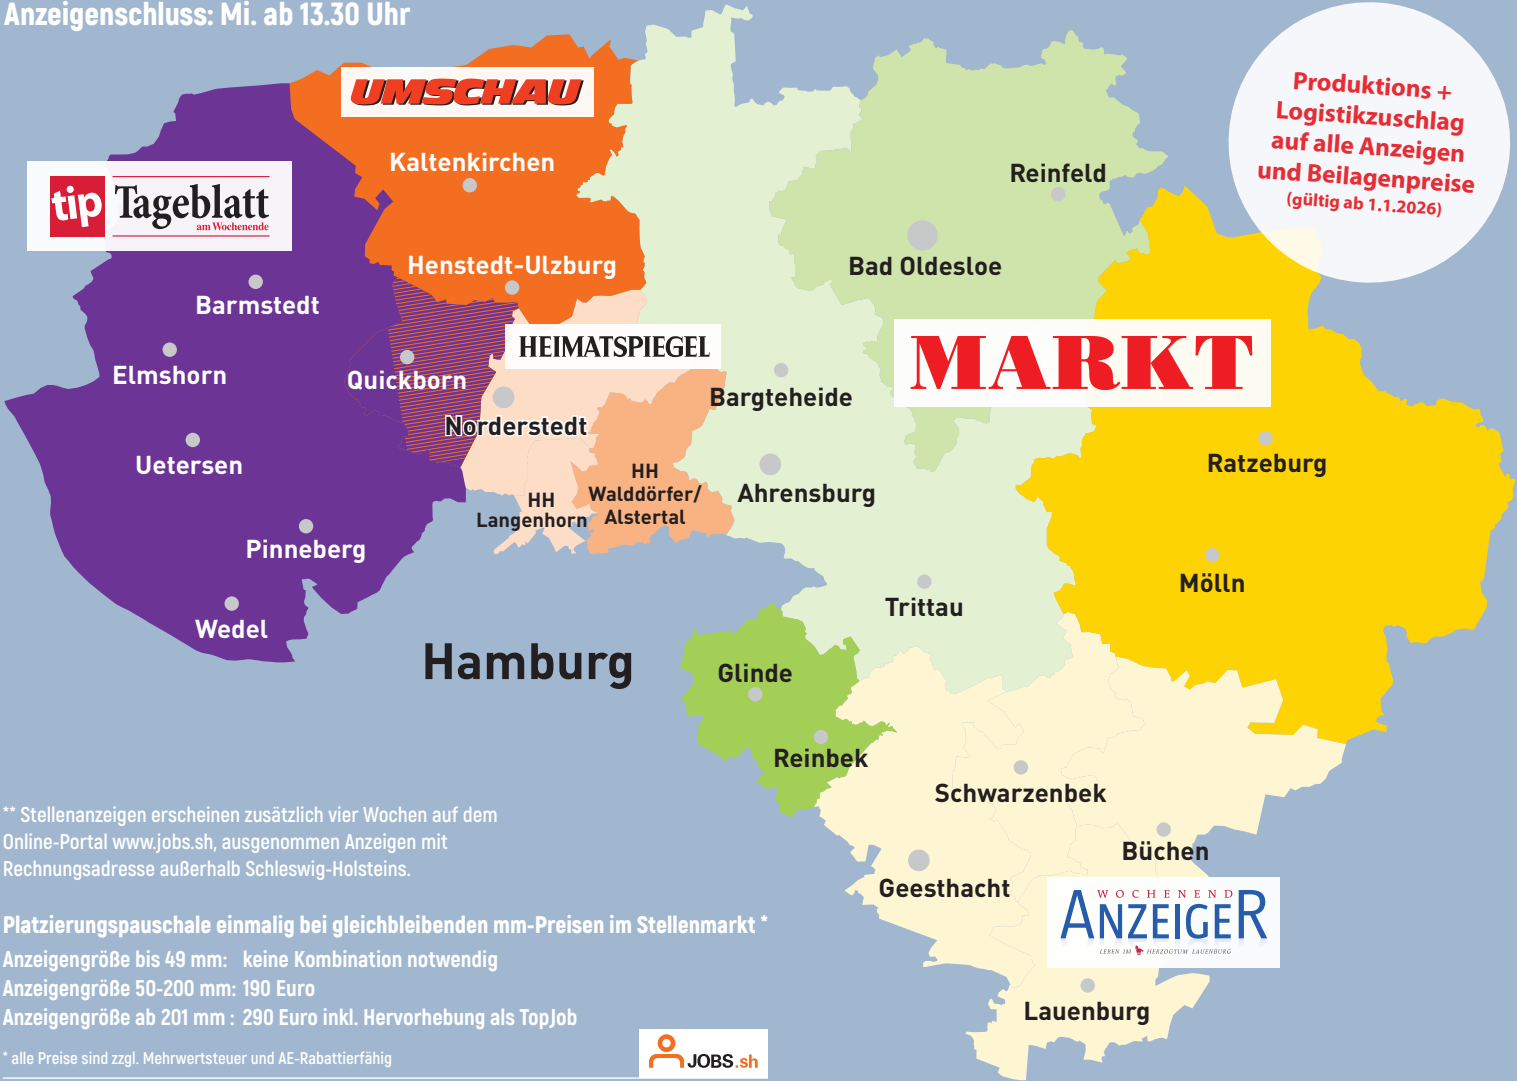 Anzeigenschluss: Mi. ab 13.30 Uhr
Produktions +
Logistikzuschlag
auf alle Anzeigen
und Beilagenpreise
(gültig ab 1.1.2026)
UMSCHAU
Kaltenkirchen
Henstedt-Ulzburg
tip Tageblatt
am Wochenende
Barmstedt
Elmshorn
Quickborn
Uetersen
Pinneberg
Wedel
HEIMATSPIEGEL
Norderstedt
HH
Langenhorn
HH
Walddörfer/
Alstertal
Reinfeld
Bad Oldesloe
MARKT
Bargteheide
Ahrensburg
Trittau
Ratzeburg
Mölln
Hamburg
Glinde
Reinbek
Schwarzenbek
Büchen
Geesthacht
WOCHENEND
ANZEIGER
LEBEN IM HERZOGTUM LAUENBURG
Lauenburg
** Stellenanzeigen erscheinen zusätzlich vier Wochen auf dem
Online-Portal www.jobs.sh, ausgenommen Anzeigen mit
Rechnungsadresse außerhalb Schleswig-Holsteins.
Platzierungspauschale einmalig bei gleichbleibenden mm-Preisen im Stellenmarkt *
Anzeigengröße bis 49 mm: keine Kombination notwendig
Anzeigengröße 50-200 mm: 190 Euro
Anzeigengröße ab 201 mm : 290 Euro inkl. Hervorhebung als TopJob
* alle Preise sind zzgl. Mehrwertsteuer und AE-Rabattierfähig
JOBS.sh